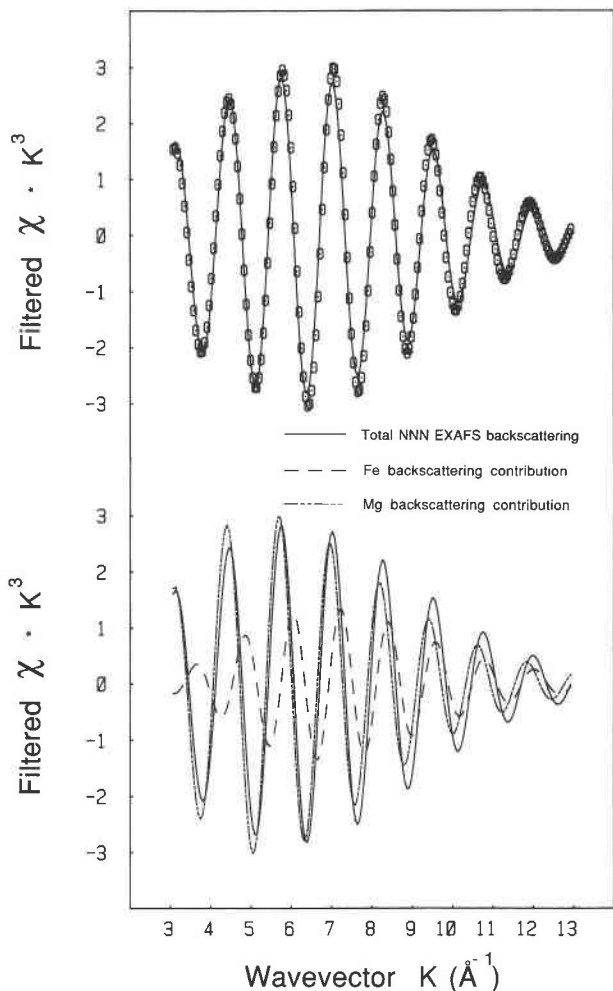 3
2
1
0
-1
-2
-3
Filtered χ · K³
Total NNN EXAFS backscattering
Fe backscattering contribution
Mg backscattering contribution
3
2
1
0
-1
-2
-3
Filtered χ · K³
3 4 5 6 7 8 9 10 11 12 13
Wavevector K (Å⁻¹)